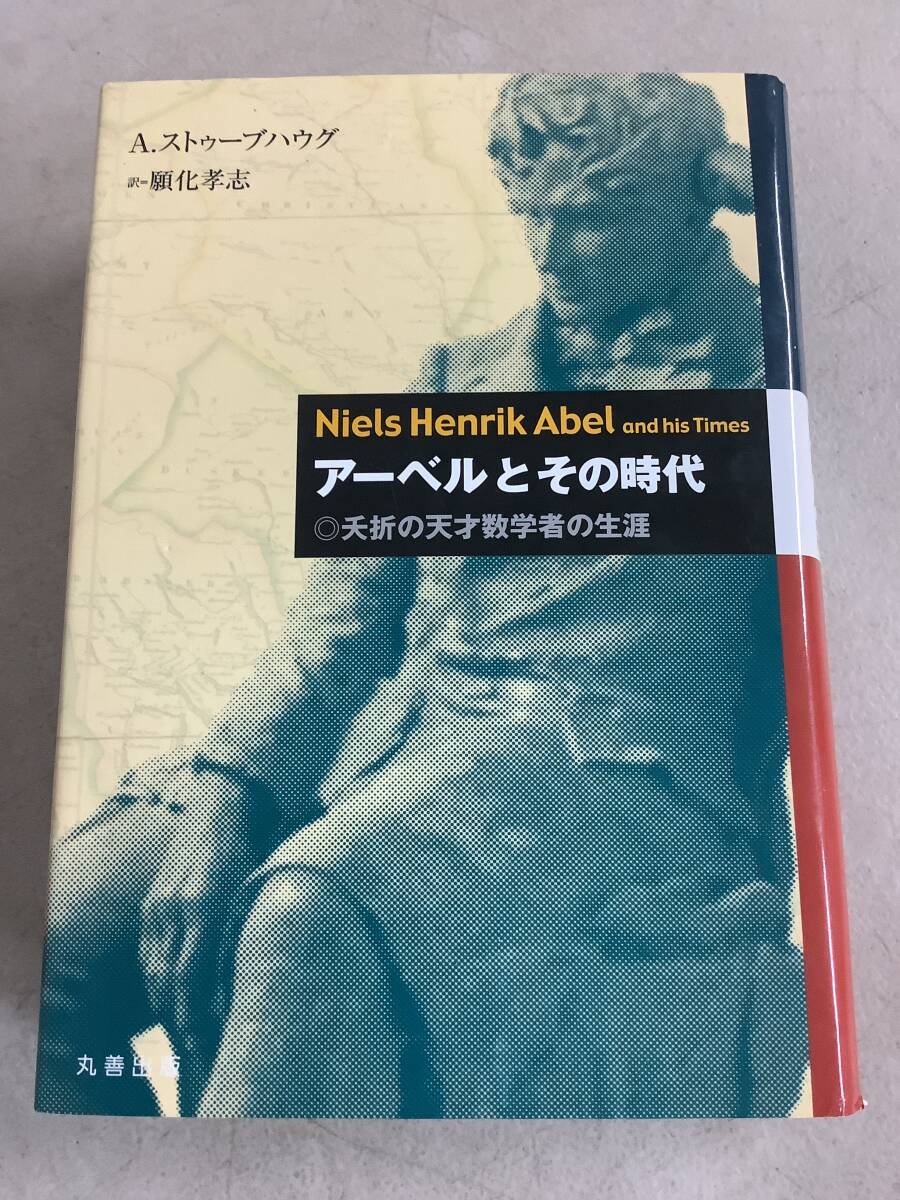 A.ストゥーブハウグ
訳=願化孝志
Niels Henrik Abel and his Times
アーベルとその時代
◎夭折の天才数学者の生涯
丸善出版